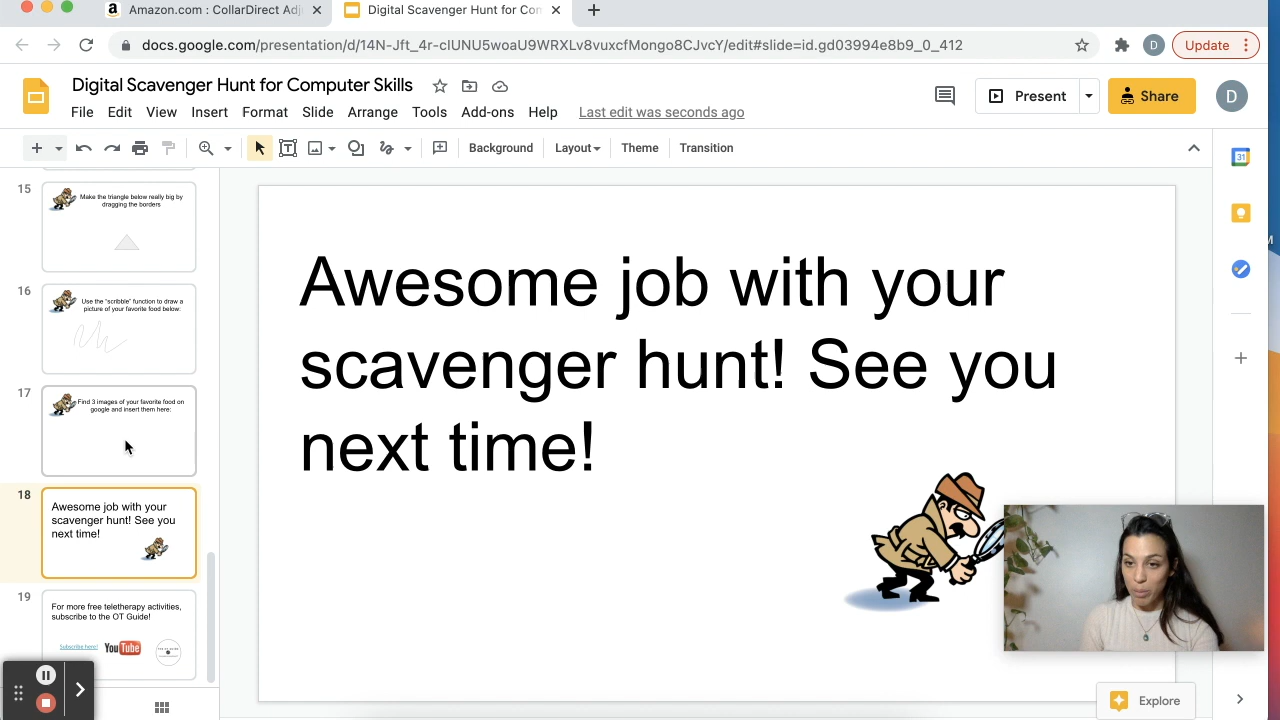 Amazon.com : CollarDirect Adj
Digital Scavenger Hunt for Con
docs.google.com/presentation/d/14N-Jft_4r-cIUNU5woaU9WRXLv8vuxcfMongo8CJvcY/edit#slide=id.gd03994e8b9_0_412
D
Update
Digital Scavenger Hunt for Computer Skills
File Edit View Insert Format Slide Arrange Tools Add-ons Help Last edit was seconds ago
Present
Share
D
Background Layout Theme Transition
31
15
Make the triangle below really big by
dragging the borders
16
Use the "scribble" function to draw a
picture of your favorite food below:
17
Find 3 images of your favorite food on
google and insert them here:
18
Awesome job with your
scavenger hunt! See you
next time!
19
For more free teletherapy activities,
subscribe to the OT Guide!
Subscribe here!
YouTube
Awesome job with your
scavenger hunt! See you
next time!
Explore